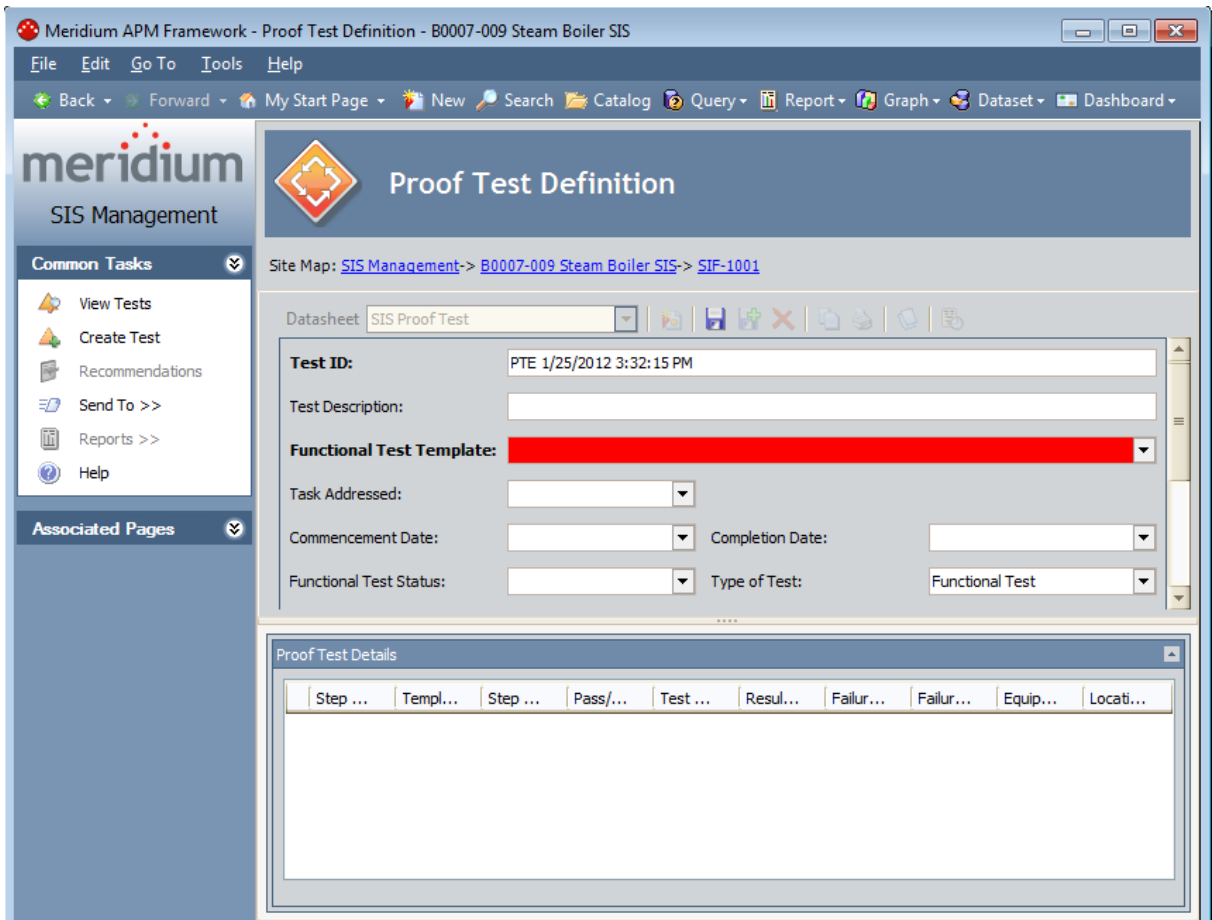 Meridium APM Framework - Proof Test Definition - B0007-009 Steam Boiler SIS
File Edit Go To Tools Help
Back Forward My Start Page New Search Catalog Query Report Graph Dataset Dashboard
meridium
SIS Management
Proof Test Definition
Common Tasks
View Tests
Create Test
Recommendations
Send To >>
Reports >>
Help
Associated Pages
Site Map: SIS Management-> B0007-009 Steam Boiler SIS-> SIF-1001
Datasheet SIS Proof Test
Test ID: PTE 1/25/2012 3:32:15 PM
Test Description:
Functional Test Template:
Task Addressed:
Commencement Date: Completion Date:
Functional Test Status: Type of Test: Functional Test
Proof Test Details
Step ... Templ... Step ... Pass/... Test ... Resul... Failur... Failur... Equip... Locati...